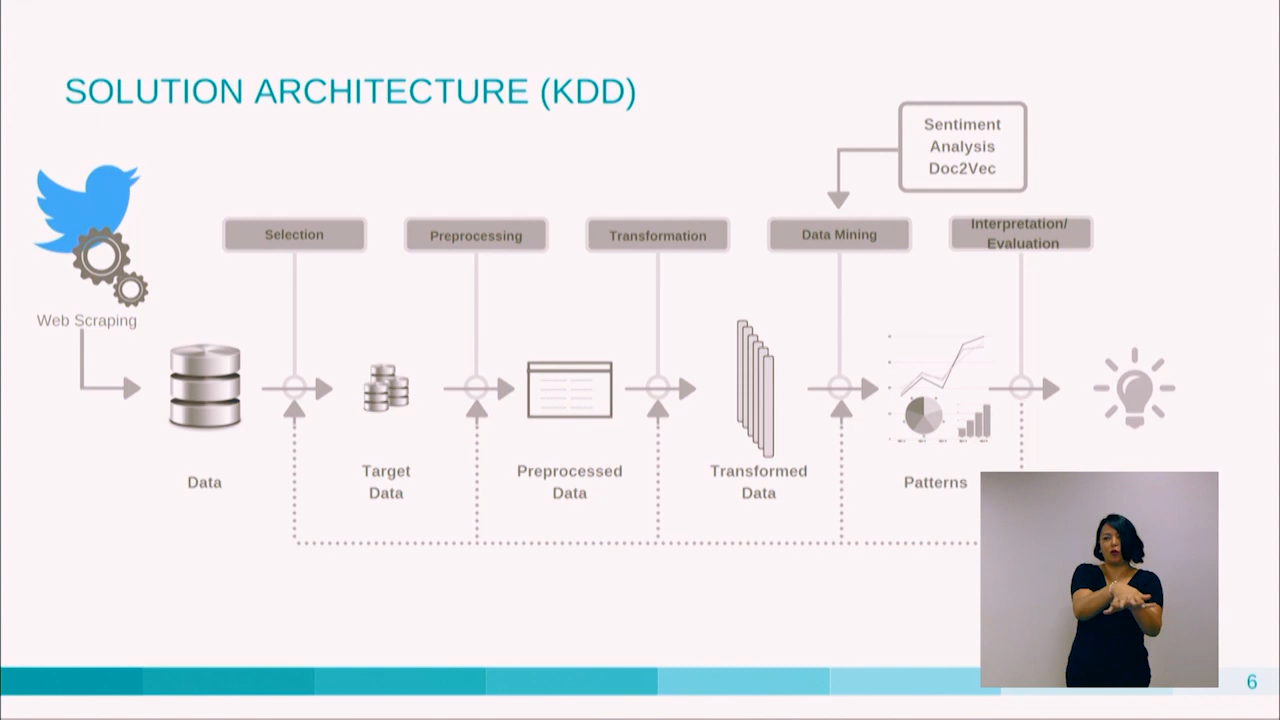 SOLUTION ARCHITECTURE (KDD)
Sentiment
Analysis
Doc2Vec
Selection
Preprocessing
Transformation
Data Mining
Interpretation/
Evaluation
Web Scraping
Data
Target
Data
Preprocessed
Data
Transformed
Data
Patterns
6